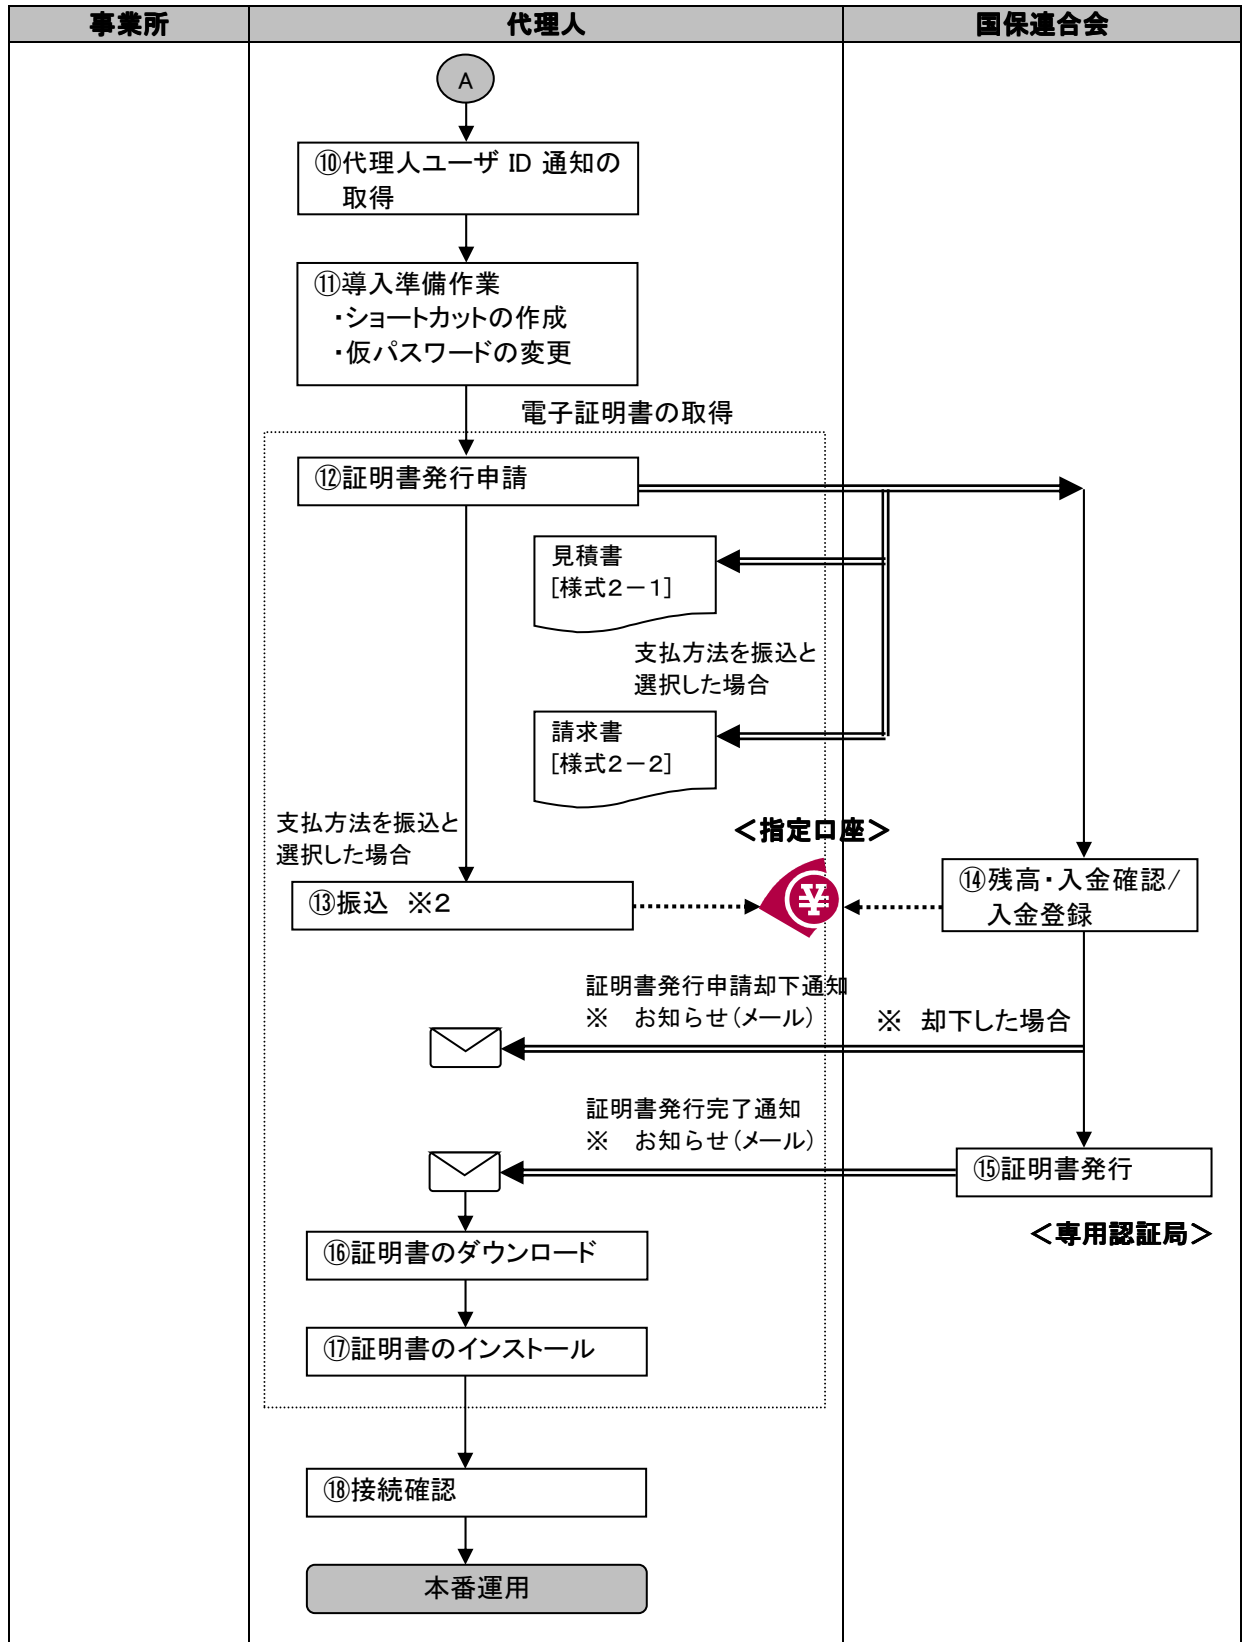 事業所
代理人
国保連合会
A
⑩代理人ユーザ ID 通知の
取得
⑪導入準備作業
・ショートカットの作成
・仮パスワードの変更
電子証明書の取得
⑫証明書発行申請
見積書
[様式2－1]
支払方法を振込と
選択した場合
請求書
[様式2－2]
支払方法を振込と
選択した場合
＜指定口座＞
⑬振込 ※2
¥
⑭残高・入金確認/
入金登録
証明書発行申請却下通知
※ お知らせ(メール)
※ 却下した場合
証明書発行完了通知
※ お知らせ(メール)
⑮証明書発行
＜専用認証局＞
⑯証明書のダウンロード
⑰証明書のインストール
⑱接続確認
本番運用